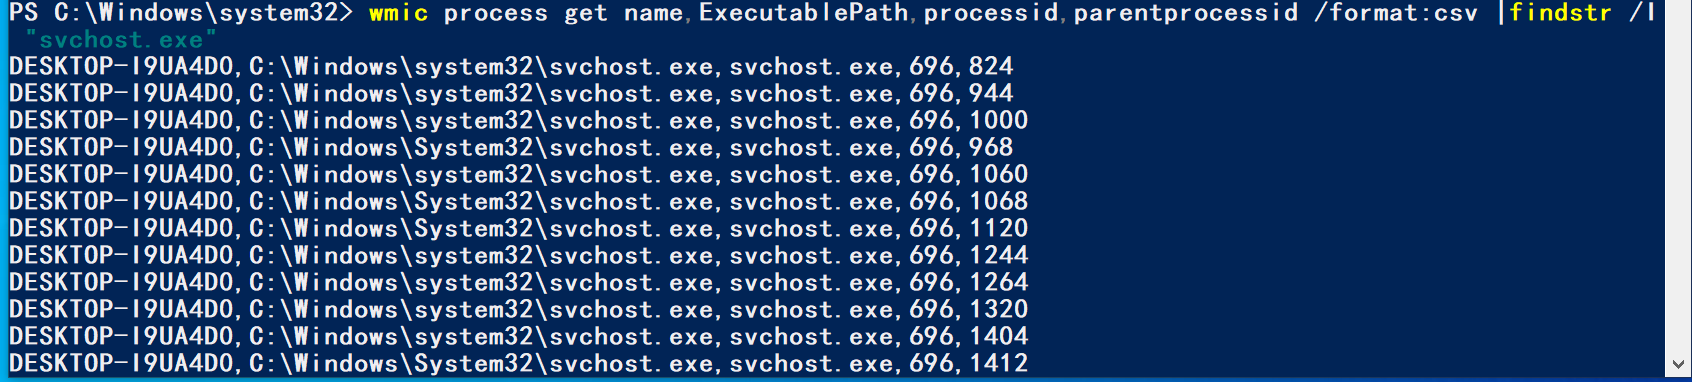 PS C:\Windows\system32> wmic process get name,ExecutablePath,processid,parentprocessid /format:csv |findstr /I
"svchost.exe"
DESKTOP-I9UA4D0,C:\Windows\system32\svchost.exe,svchost.exe,696,824
DESKTOP-I9UA4D0,C:\Windows\system32\svchost.exe,svchost.exe,696,944
DESKTOP-I9UA4D0,C:\Windows\system32\svchost.exe,svchost.exe,696,1000
DESKTOP-I9UA4D0,C:\Windows\System32\svchost.exe,svchost.exe,696,968
DESKTOP-I9UA4D0,C:\Windows\system32\svchost.exe,svchost.exe,696,1060
DESKTOP-I9UA4D0,C:\Windows\System32\svchost.exe,svchost.exe,696,1068
DESKTOP-I9UA4D0,C:\Windows\System32\svchost.exe,svchost.exe,696,1120
DESKTOP-I9UA4D0,C:\Windows\system32\svchost.exe,svchost.exe,696,1244
DESKTOP-I9UA4D0,C:\Windows\system32\svchost.exe,svchost.exe,696,1264
DESKTOP-I9UA4D0,C:\Windows\system32\svchost.exe,svchost.exe,696,1320
DESKTOP-I9UA4D0,C:\Windows\system32\svchost.exe,svchost.exe,696,1404
DESKTOP-I9UA4D0,C:\Windows\System32\svchost.exe,svchost.exe,696,1412